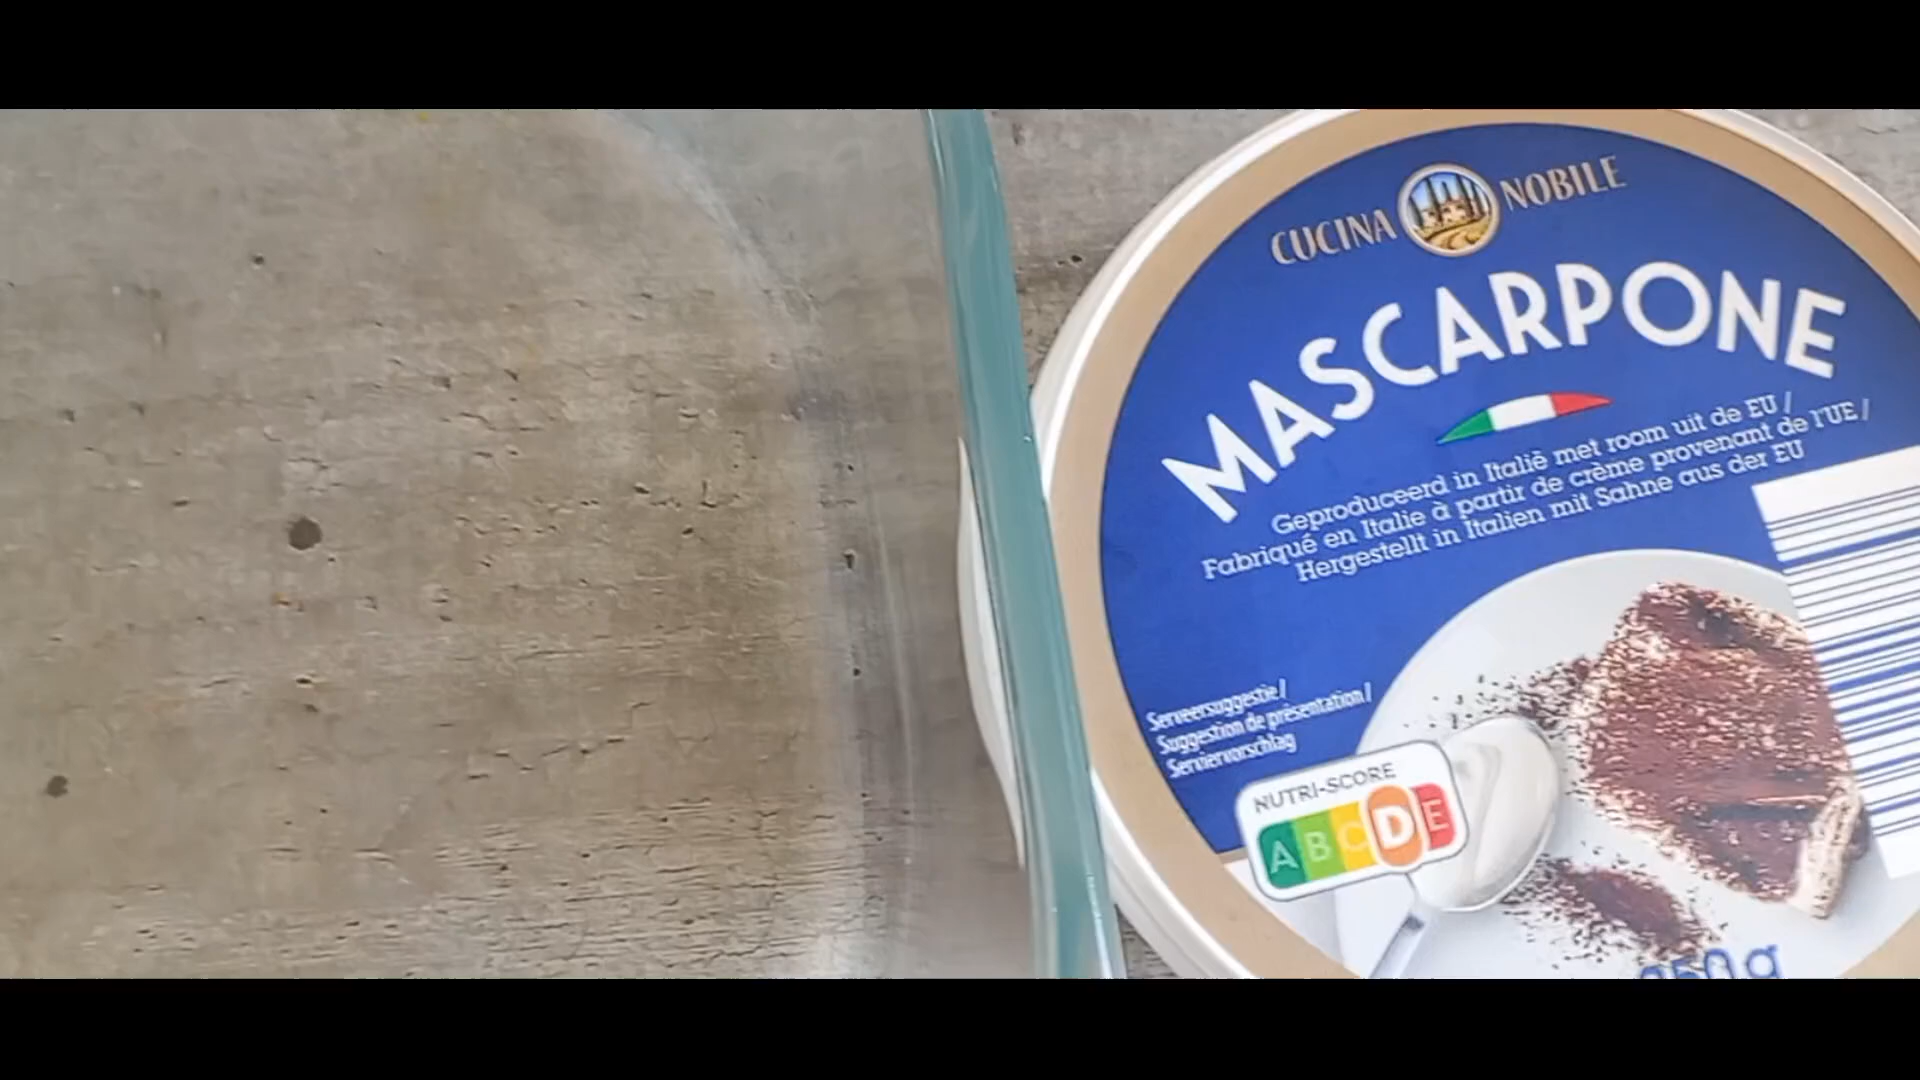 CUCINA NOBILE
MASCARPONE
Geproduceerd in Italië met room uit de EU /
Fabriqué en Italie à partir de crème provenant de l'UE /
Hergestellt in Italien mit Sahne aus der EU
Serveersuggestie /
Suggestion de présentation /
Serviervorschlag
NUTRI-SCORE
A B C D E
g